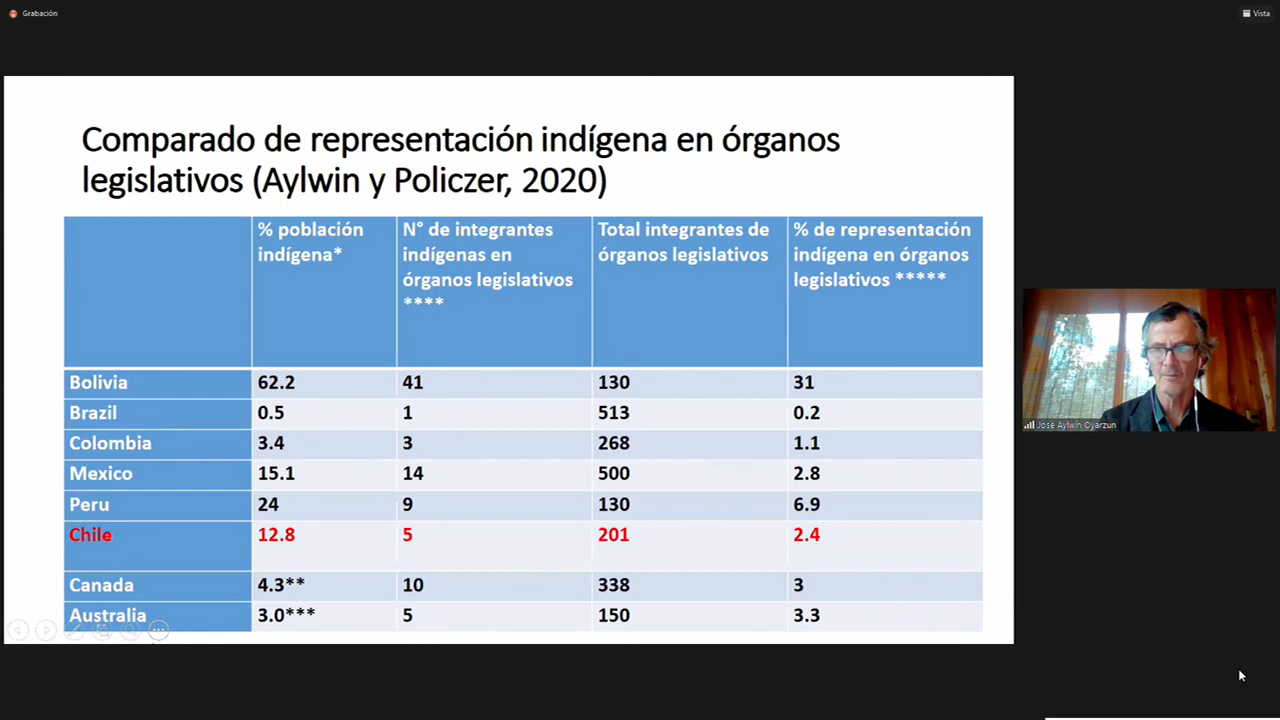 Grabación
Vista
Comparado de representación indígena en órganos
legislativos (Aylwin y Policzer, 2020)
% población indígena* N° de integrantes indígenas en órganos legislativos **** Total integrantes de órganos legislativos % de representación indígena en órganos legislativos *****
Bolivia 62.2 41 130 31
Brazil 0.5 1 513 0.2
Colombia 3.4 3 268 1.1
Mexico 15.1 14 500 2.8
Peru 24 9 130 6.9
Chile 12.8 5 201 2.4
Canada 4.3** 10 338 3
Australia 3.0*** 5 150 3.3
José Aylwin Oyarzún